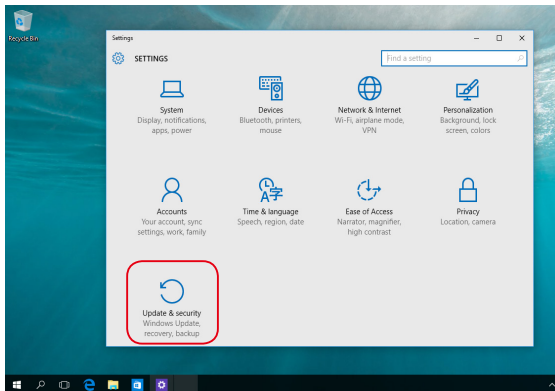 Recycle Bin
Settings
SETTINGS
Find a setting
System
Display, notifications,
apps, power
Devices
Bluetooth, printers,
mouse
Network & Internet
Wi-Fi, airplane mode,
VPN
Personalization
Background, lock
screen, colors
Accounts
Your account, sync
settings, work, family
Time & language
Speech, region, date
Ease of Access
Narrator, magnifier,
high contrast
Privacy
Location, camera
Update & security
Windows Update,
recovery, backup